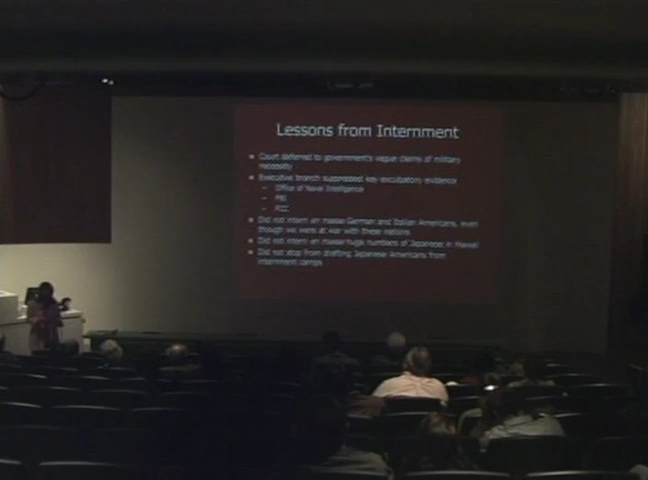 Lessons from Internment
Court deferred to government's vague claims of military
necessity
Executive branch suppressed key exculpatory evidence
– Office of Naval Intelligence
– FBI
– FCC
Did not intern en masse German and Italian Americans, even
though we were at war with these nations
Did not intern en masse huge numbers of Japanese in Hawaii
Did not stop from drafting Japanese Americans from
internment camps